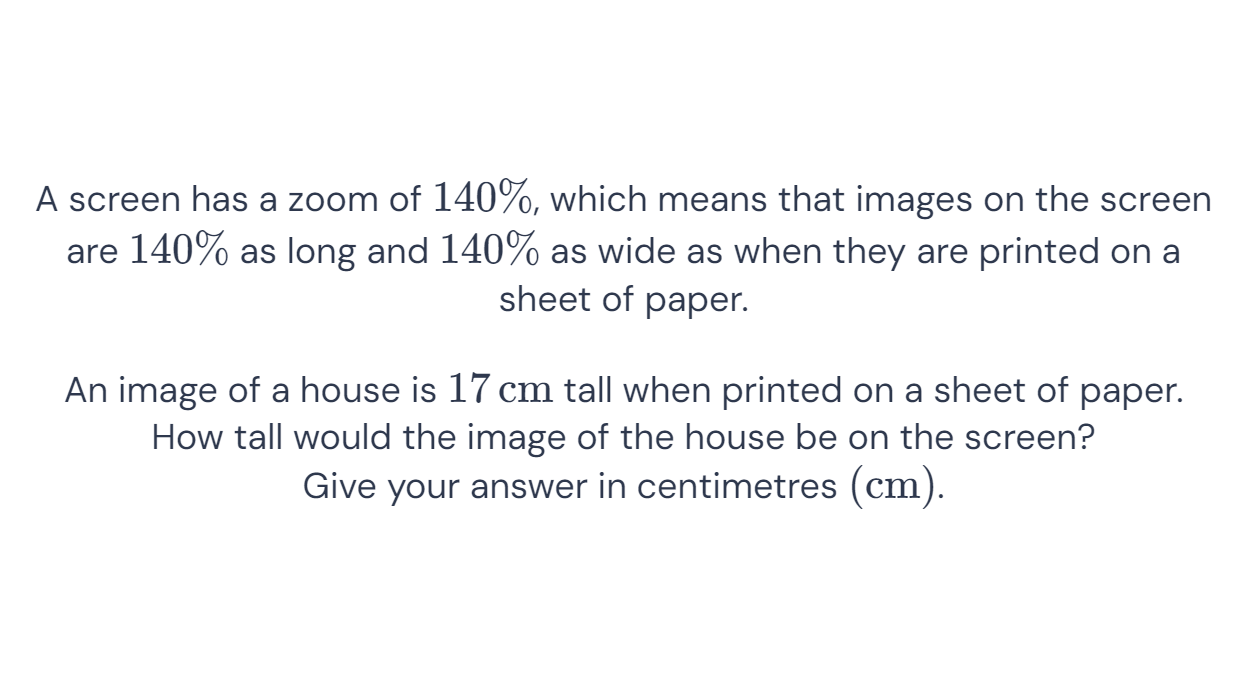 A screen has a zoom of 140%, which means that images on the screen
are 140% as long and 140% as wide as when they are printed on a
sheet of paper.
An image of a house is 17 cm tall when printed on a sheet of paper.
How tall would the image of the house be on the screen?
Give your answer in centimetres (cm).